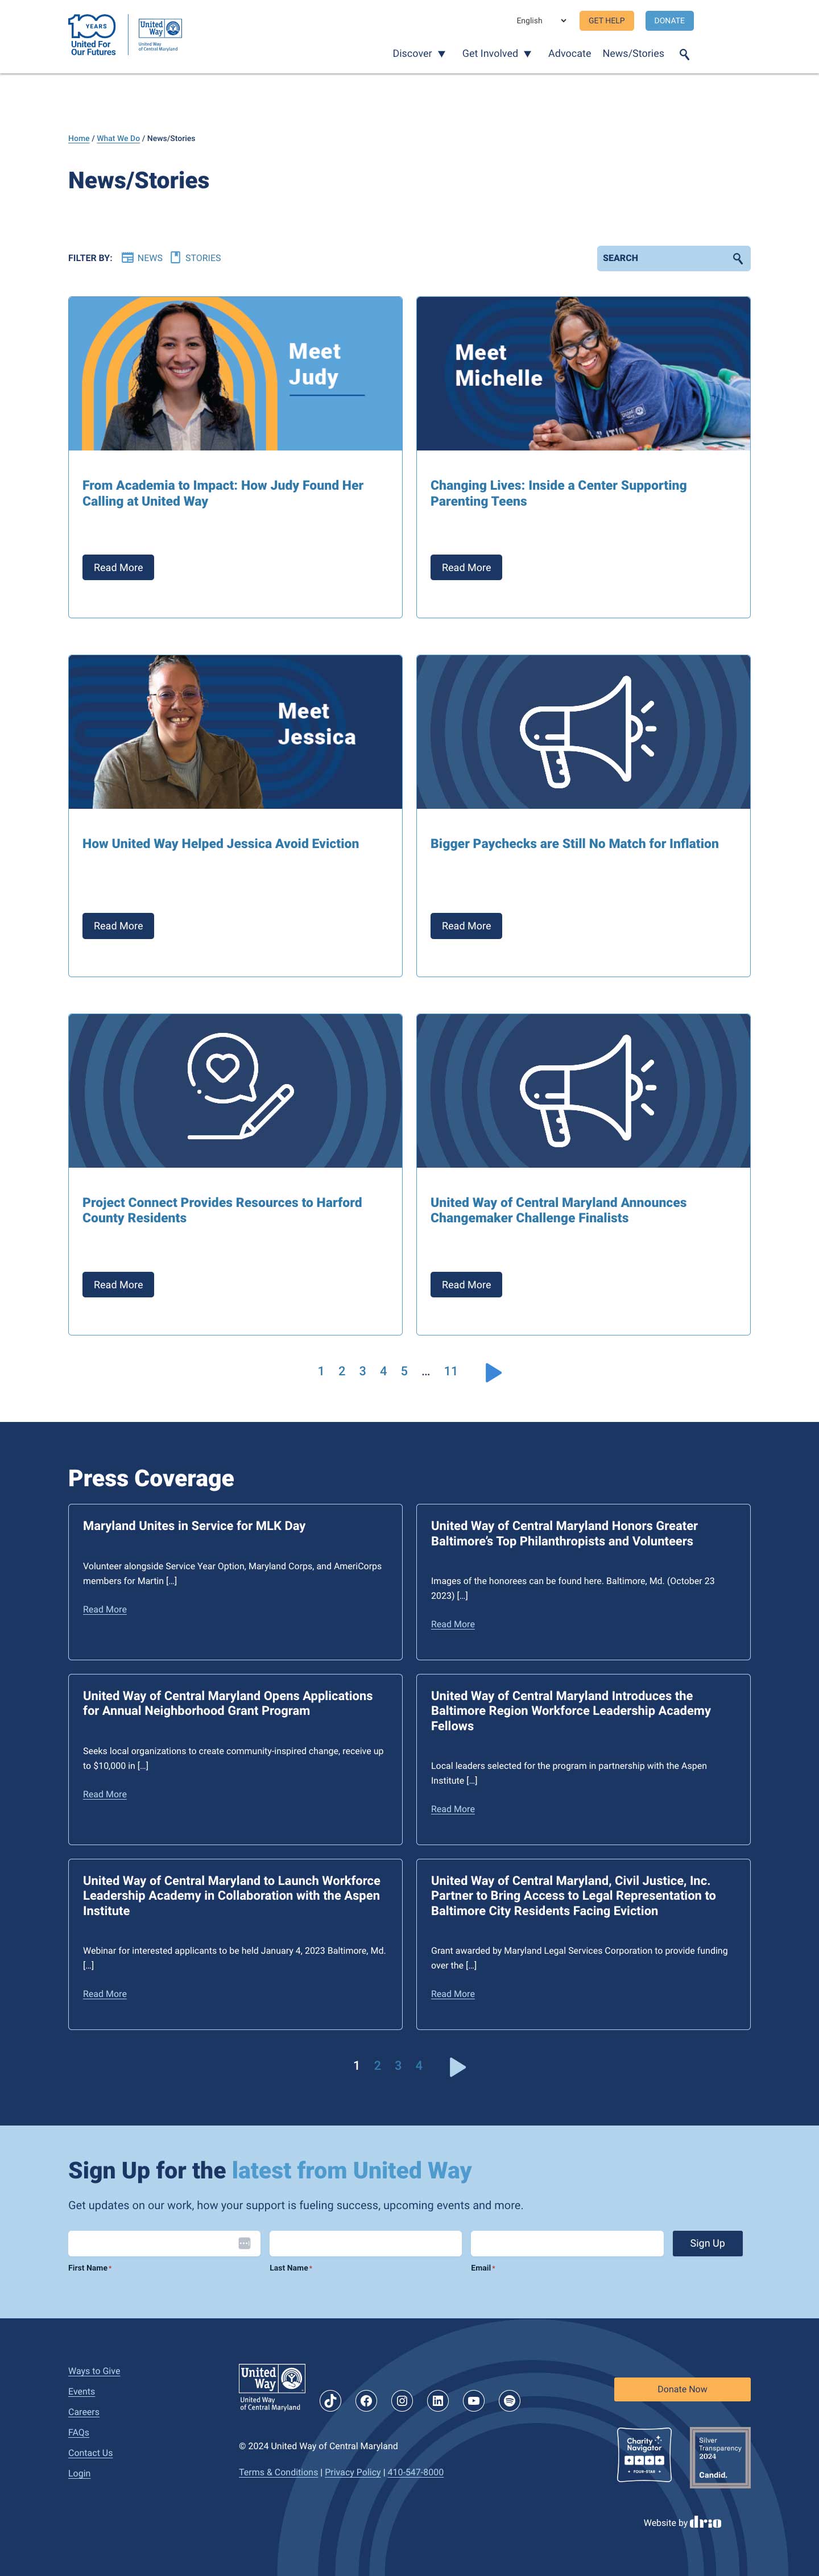 100
YEARS
United For
Our Futures
United
Way
United Way
of Central Maryland
English
GET HELP
DONATE
Discover
Get Involved
Advocate
News/Stories
Home / What We Do / News/Stories
News/Stories
FILTER BY:
NEWS
STORIES
SEARCH
Meet
Judy
From Academia to Impact: How Judy Found Her
Calling at United Way
Read More
Meet
Michelle
Changing Lives: Inside a Center Supporting
Parenting Teens
Read More
Meet
Jessica
How United Way Helped Jessica Avoid Eviction
Read More
Bigger Paychecks are Still No Match for Inflation
Read More
Project Connect Provides Resources to Harford
County Residents
Read More
United Way of Central Maryland Announces
Changemaker Challenge Finalists
Read More
1 2 3 4 5 … 11
Press Coverage
Maryland Unites in Service for MLK Day
Volunteer alongside Service Year Option, Maryland Corps, and AmeriCorps
members for Martin [...]
Read More
United Way of Central Maryland Honors Greater
Baltimore’s Top Philanthropists and Volunteers
Images of the honorees can be found here. Baltimore, Md. (October 23
2023) [...]
Read More
United Way of Central Maryland Opens Applications
for Annual Neighborhood Grant Program
Seeks local organizations to create community-inspired change, receive up
to $10,000 in [...]
Read More
United Way of Central Maryland Introduces the
Baltimore Region Workforce Leadership Academy
Fellows
Local leaders selected for the program in partnership with the Aspen
Institute [...]
Read More
United Way of Central Maryland to Launch Workforce
Leadership Academy in Collaboration with the Aspen
Institute
Webinar for interested applicants to be held January 4, 2023 Baltimore, Md.
[...]
Read More
United Way of Central Maryland, Civil Justice, Inc.
Partner to Bring Access to Legal Representation to
Baltimore City Residents Facing Eviction
Grant awarded by Maryland Legal Services Corporation to provide funding
over the [...]
Read More
1 2 3 4
Sign Up for the latest from United Way
Get updates on our work, how your support is fueling success, upcoming events and more.
First Name*
Last Name*
Email*
Sign Up
Ways to Give
Events
Careers
FAQs
Contact Us
Login
United
Way
United Way
of Central Maryland
© 2024 United Way of Central Maryland
Terms & Conditions | Privacy Policy | 410-547-8000
Donate Now
Charity
Navigator
FOUR-STAR
Silver
Transparency
2024
Candid.
Website by drio